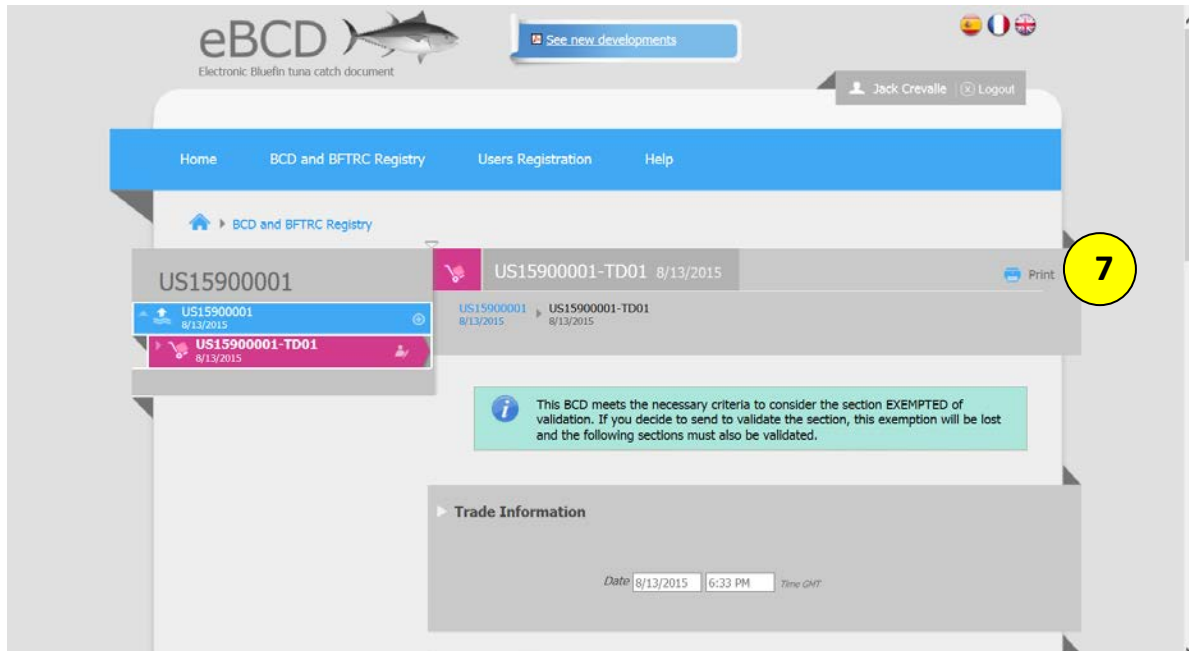 eBCD
Electronic Bluefin tuna catch document
See new developments
Jack Crevalle
Logout
Home
BCD and BFTRC Registry
Users Registration
Help
BCD and BFTRC Registry
US15900001
US15900001
8/13/2015
US15900001-TD01
8/13/2015
US15900001-TD01 8/13/2015
Print
7
US15900001
8/13/2015
US15900001-TD01
8/13/2015
This BCD meets the necessary criteria to consider the section EXEMPTED of
validation. If you decide to send to validate the section, this exemption will be lost
and the following sections must also be validated.
Trade Information
Date 8/13/2015 6:33 PM Time GMT